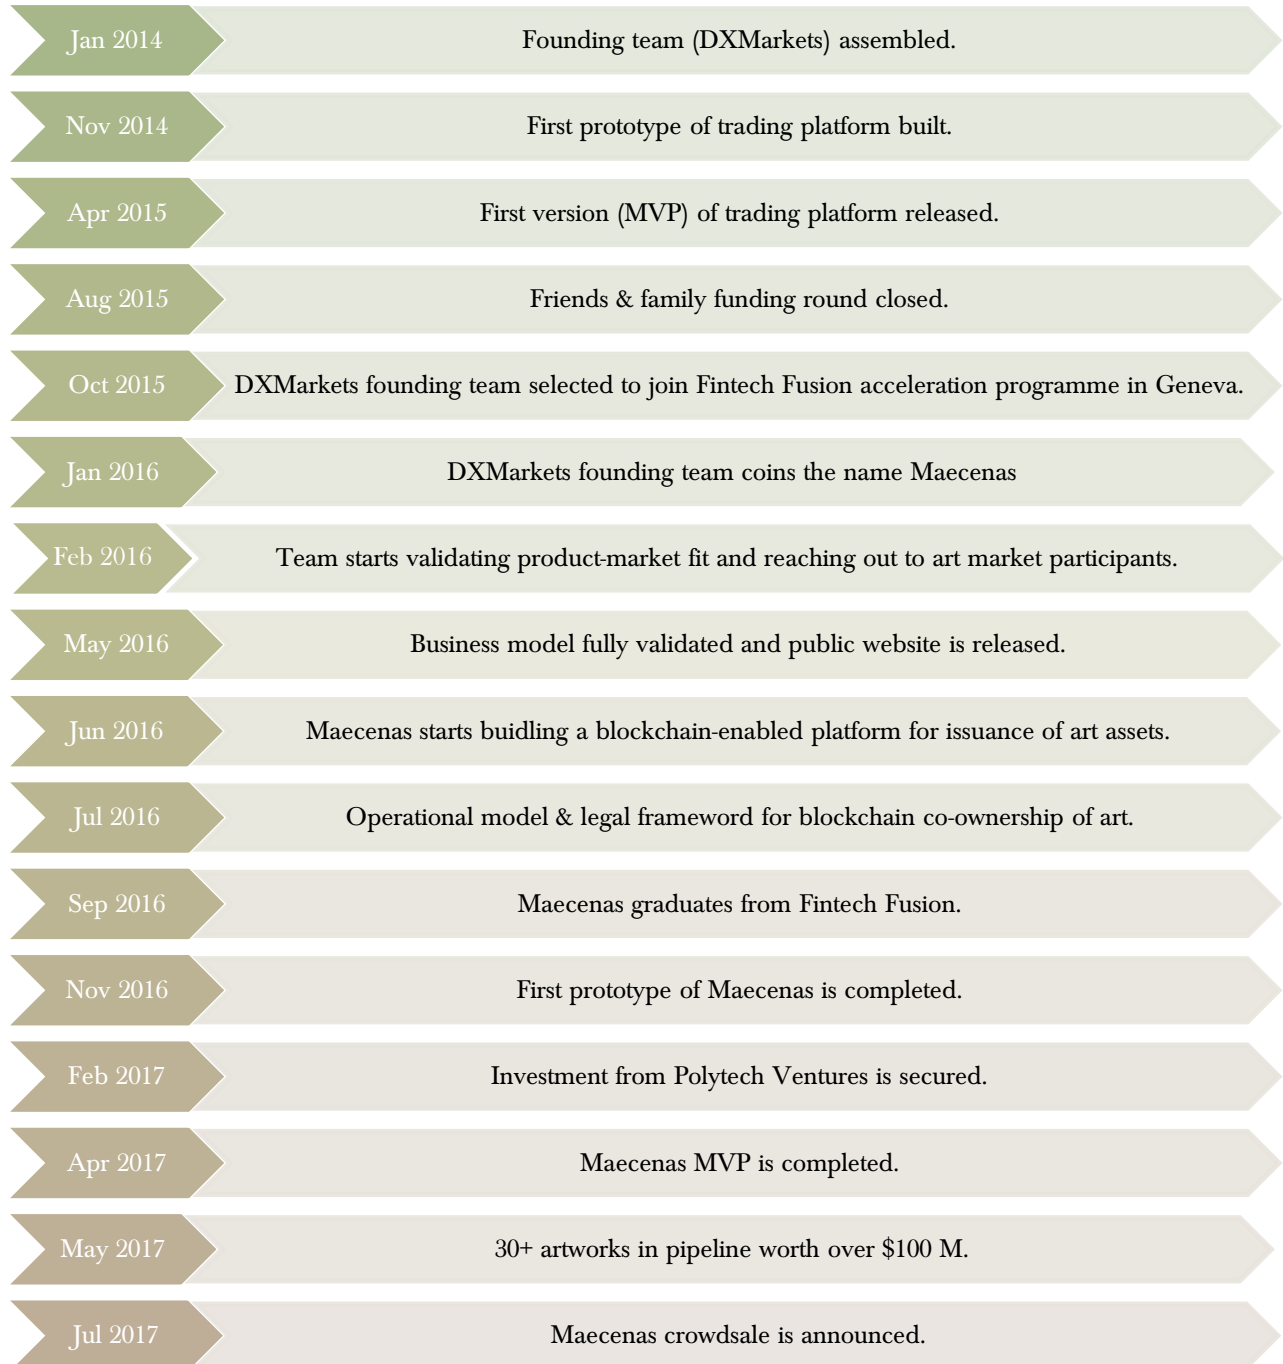 Jan 2014
Founding team (DXMarkets) assembled.
Nov 2014
First prototype of trading platform built.
Apr 2015
First version (MVP) of trading platform released.
Aug 2015
Friends & family funding round closed.
Oct 2015
DXMarkets founding team selected to join Fintech Fusion acceleration programme in Geneva.
Jan 2016
DXMarkets founding team coins the name Maecenas
Feb 2016
Team starts validating product-market fit and reaching out to art market participants.
May 2016
Business model fully validated and public website is released.
Jun 2016
Maecenas starts buidling a blockchain-enabled platform for issuance of art assets.
Jul 2016
Operational model & legal frameword for blockchain co-ownership of art.
Sep 2016
Maecenas graduates from Fintech Fusion.
Nov 2016
First prototype of Maecenas is completed.
Feb 2017
Investment from Polytech Ventures is secured.
Apr 2017
Maecenas MVP is completed.
May 2017
30+ artworks in pipeline worth over $100 M.
Jul 2017
Maecenas crowdsale is announced.